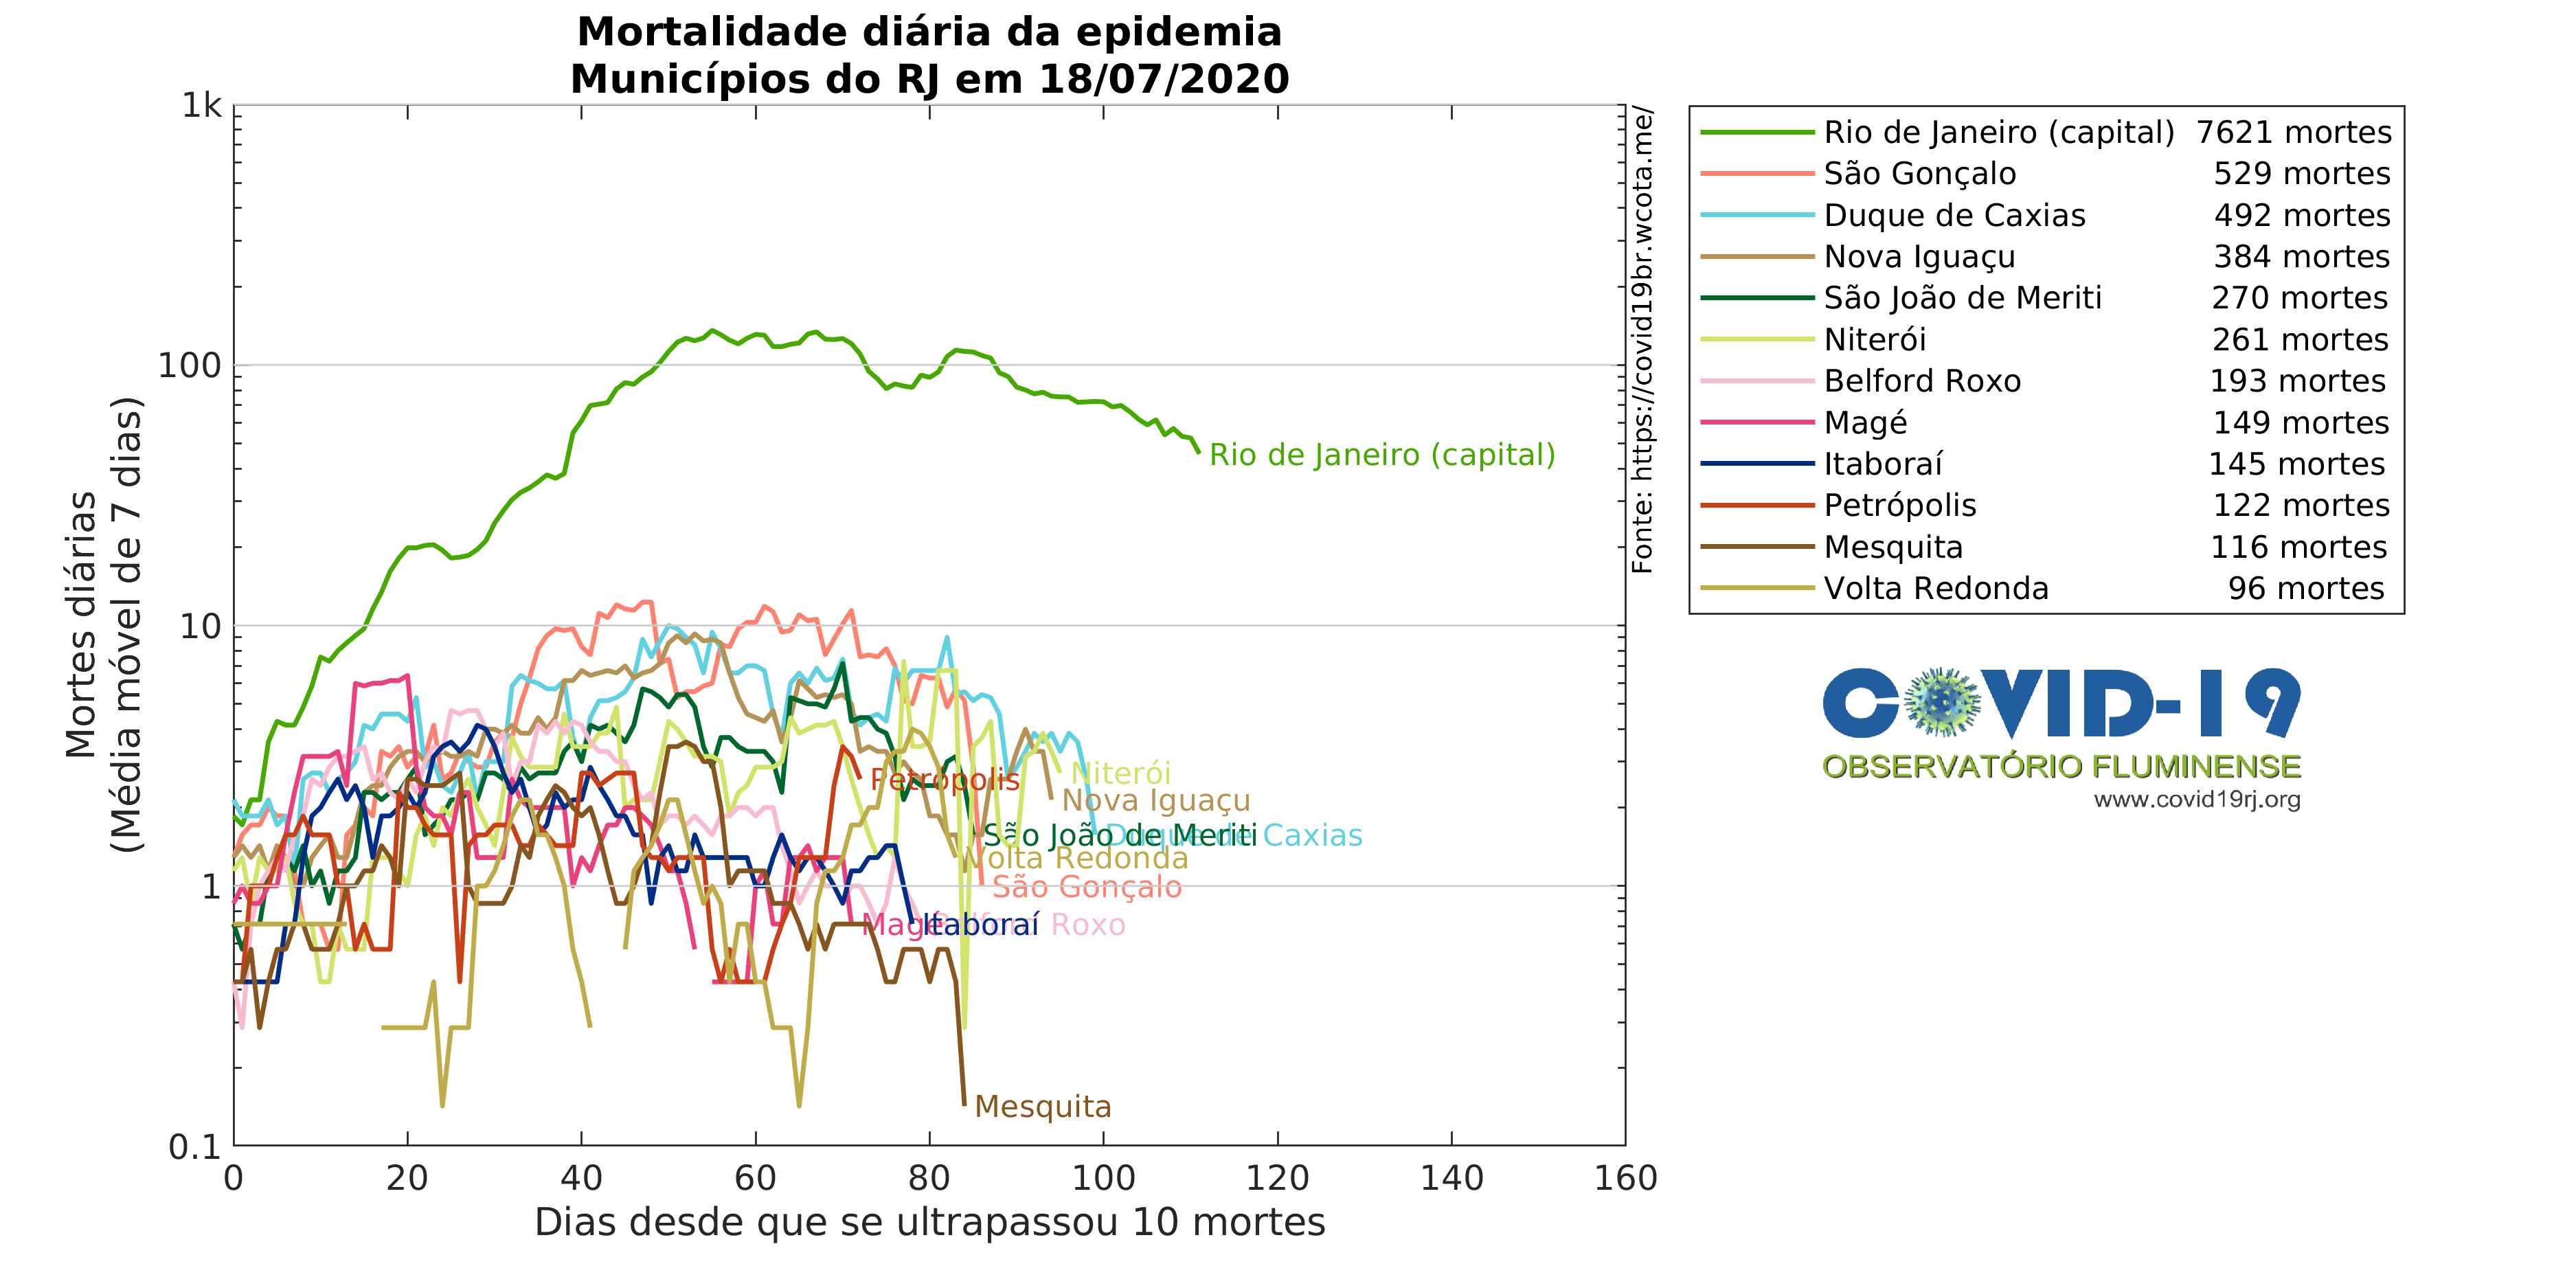 Mortalidade diária da epidemia
Municípios do RJ em 18/07/2020
Mortes diárias
(Média móvel de 7 dias)
1k
100
10
1
0.1
0 20 40 60 80 100 120 140 160
Dias desde que se ultrapassou 10 mortes
Rio de Janeiro (capital)
Petrópolis
Niterói
Nova Iguaçu
São João de Meriti
Duque de Caxias
Volta Redonda
São Gonçalo
Magé
Itaboraí
Belford Roxo
Mesquita
Fonte: https://covid19br.wcota.me/
Rio de Janeiro (capital) 7621 mortes
São Gonçalo 529 mortes
Duque de Caxias 492 mortes
Nova Iguaçu 384 mortes
São João de Meriti 270 mortes
Niterói 261 mortes
Belford Roxo 193 mortes
Magé 149 mortes
Itaboraí 145 mortes
Petrópolis 122 mortes
Mesquita 116 mortes
Volta Redonda 96 mortes
COVID-19
OBSERVATÓRIO FLUMINENSE
www.covid19rj.org